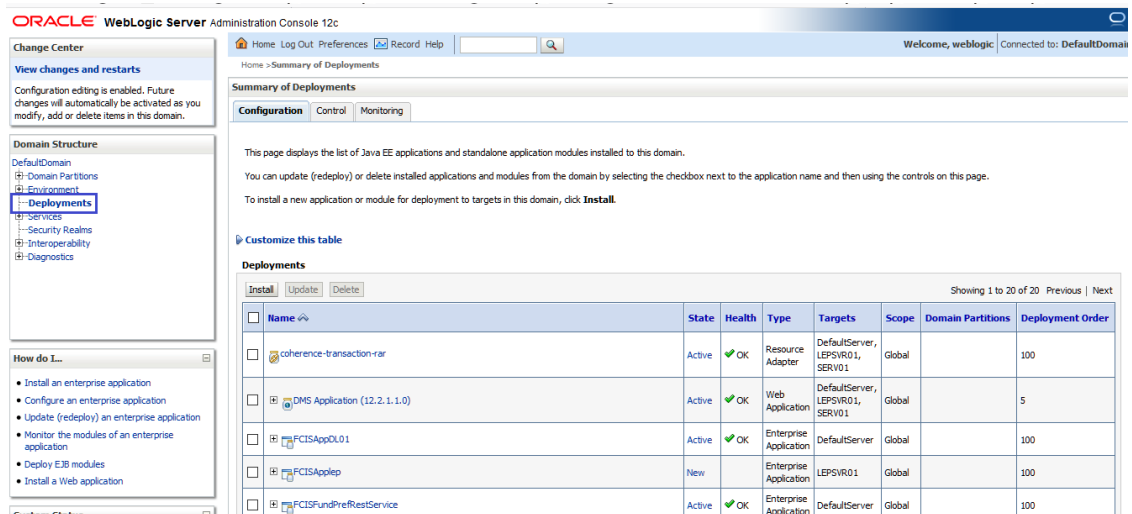 ORACLE WebLogic Server Administration Console 12c
Change Center
View changes and restarts
Configuration editing is enabled. Future
changes will automatically be activated as you
modify, add or delete items in this domain.
Domain Structure
DefaultDomain
Domain Partitions
Environment
Deployments
Services
Security Realms
Interoperability
Diagnostics
How do I...
Install an enterprise application
Configure an enterprise application
Update (redeploy) an enterprise application
Monitor the modules of an enterprise
application
Deploy EJB modules
Install a Web application
Home Log Out Preferences Record Help
Welcome, weblogic Connected to: DefaultDomain
Home >Summary of Deployments
Summary of Deployments
Configuration Control Monitoring
This page displays the list of Java EE applications and standalone application modules installed to this domain.
You can update (redeploy) or delete installed applications and modules from the domain by selecting the checkbox next to the application name and then using the controls on this page.
To install a new application or module for deployment to targets in this domain, click Install.
Customize this table
Deployments
Install Update Delete Showing 1 to 20 of 20 Previous | Next
Name State Health Type Targets Scope Domain Partitions Deployment Order
coherence-transaction-rar Active OK Resource Adapter DefaultServer, LEPSVR01, SERV01 Global 100
DMS Application (12.2.1.1.0) Active OK Web Application DefaultServer, LEPSVR01, SERV01 Global 5
FCISAppDL01 Active OK Enterprise Application DefaultServer Global 100
FCISApplep New Enterprise Application LEPSVR01 Global 100
FCISFundPrefRestService Active OK Enterprise Application DefaultServer Global 100